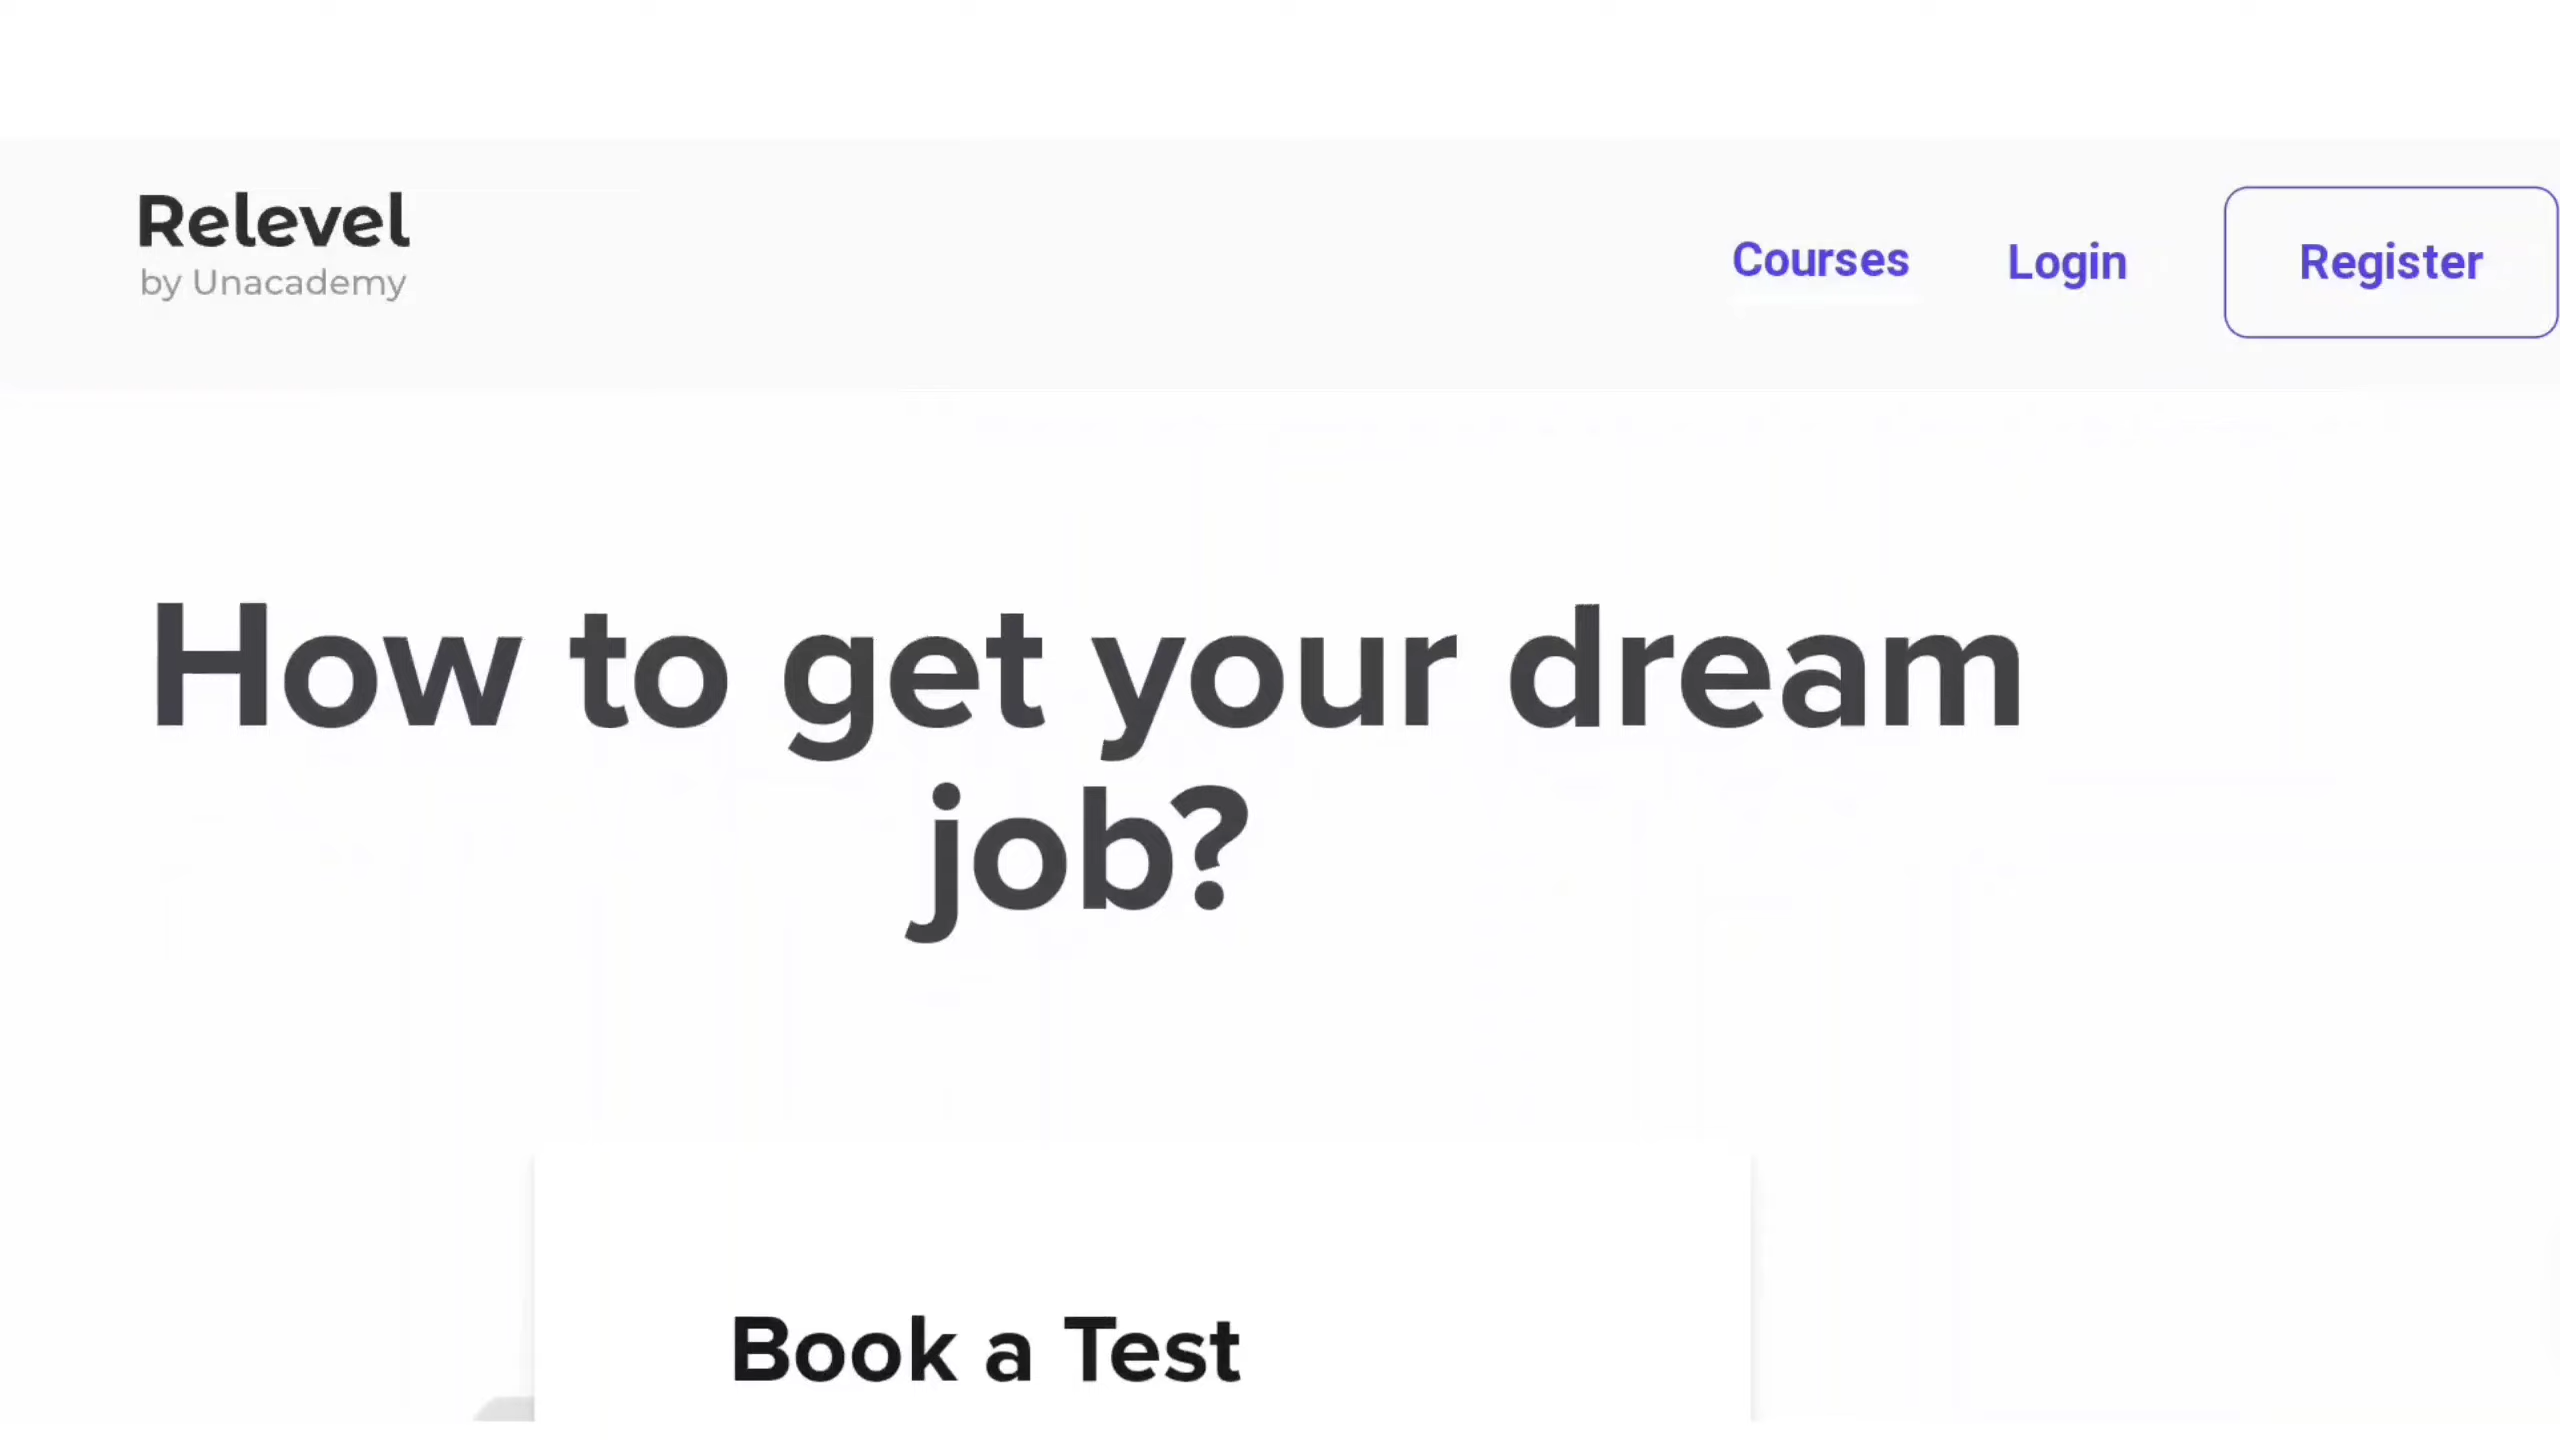 Relevel
by Unacademy
Courses Login Register
How to get your dream
job?
Book a Test